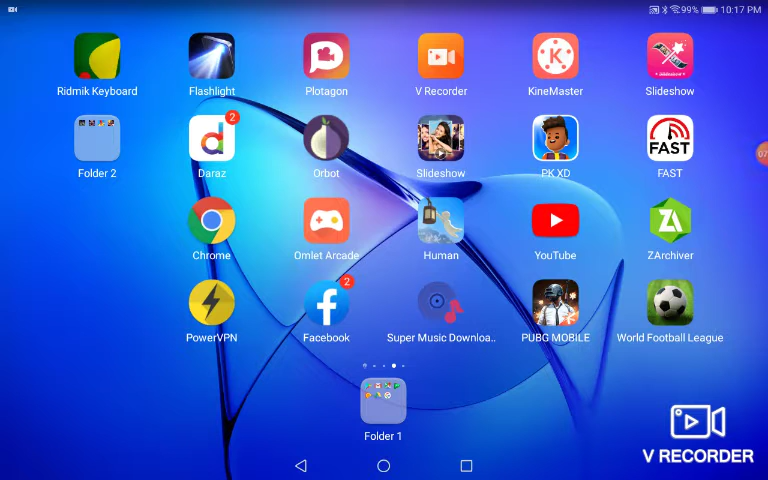 99% 10:17 PM
Ridmik Keyboard
Flashlight
Plotagon
V Recorder
KineMaster
Slideshow
Folder 2
2
Daraz
Orbot
Slideshow
PK XD
FAST
FAST
07
Chrome
Omlet Arcade
Human
YouTube
ZArchiver
PowerVPN
2
Facebook
Super Music Downloa..
PUBG MOBILE
World Football League
Folder 1
V RECORDER